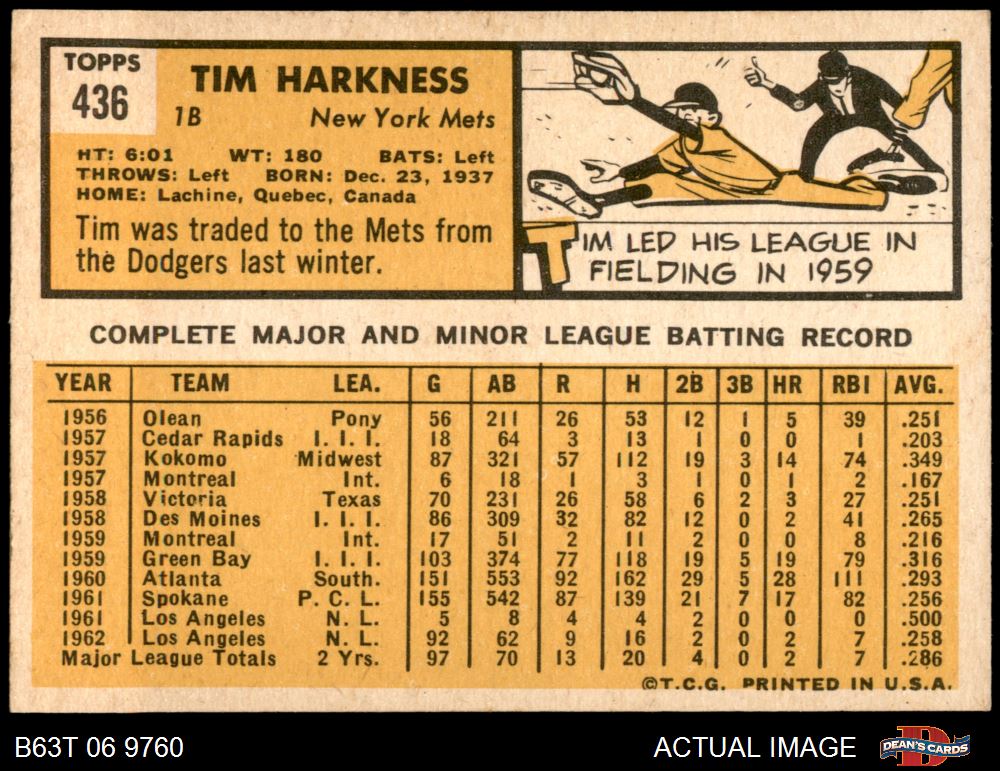 TOPPS
436
TIM HARKNESS
1B New York Mets
HT: 6:01 WT: 180 BATS: Left
THROWS: Left BORN: Dec. 23, 1937
HOME: Lachine, Quebec, Canada
Tim was traded to the Mets from
the Dodgers last winter.
TIM LED HIS LEAGUE IN
FIELDING IN 1959
COMPLETE MAJOR AND MINOR LEAGUE BATTING RECORD
YEAR TEAM LEA. G AB R H 2B 3B HR RBI AVG.
1956 Olean Pony 56 211 26 53 12 1 5 39 .251
1957 Cedar Rapids I. I. I. 18 64 3 13 1 0 0 1 .203
1957 Kokomo Midwest 87 321 57 112 19 3 14 74 .349
1957 Montreal Int. 6 18 1 3 1 0 1 2 .167
1958 Victoria Texas 70 231 26 58 6 2 3 27 .251
1958 Des Moines I. I. I. 86 309 32 82 12 0 2 41 .265
1959 Montreal Int. 17 51 2 11 2 0 0 8 .216
1959 Green Bay I. I. I. 103 374 77 118 19 5 19 79 .316
1960 Atlanta South. 151 553 92 162 29 5 28 111 .293
1961 Spokane P. C. L. 155 542 87 139 21 7 17 82 .256
1961 Los Angeles N. L. 5 8 4 4 2 0 0 0 .500
1962 Los Angeles N. L. 92 62 9 16 2 0 2 7 .258
Major League Totals 2 Yrs. 97 70 13 20 4 0 2 7 .286
©T.C.G. PRINTED IN U.S.A.
B63T 06 9760 ACTUAL IMAGE
D
DEAN'S CARDS